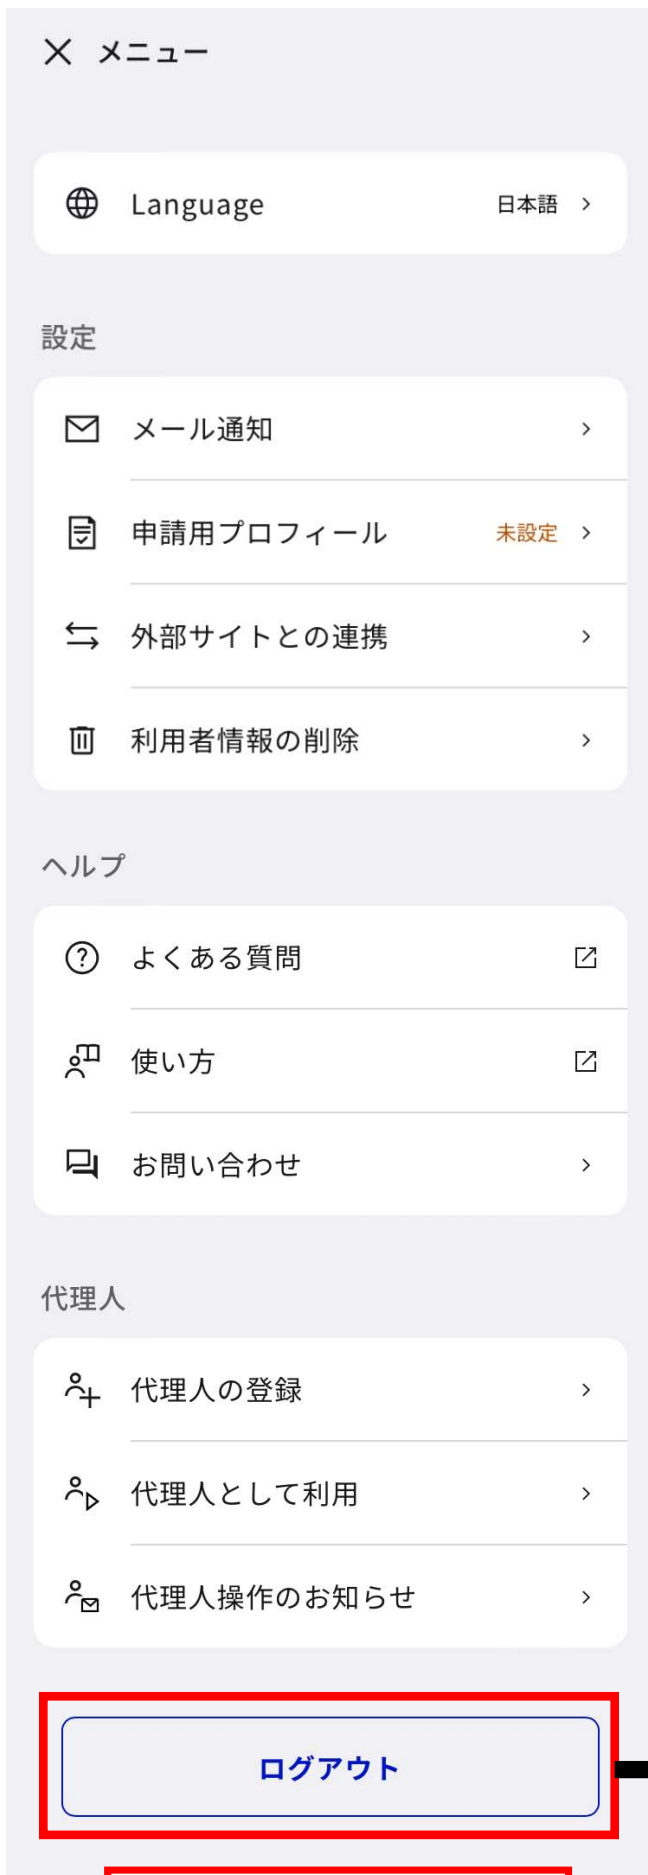 メニュー
Language 日本語
設定
メール通知
申請用プロフィール 未設定
外部サイトとの連携
利用者情報の削除
ヘルプ
よくある質問
使い方
お問い合わせ
代理人
代理人の登録
代理人として利用
代理人操作のお知らせ
ログアウト